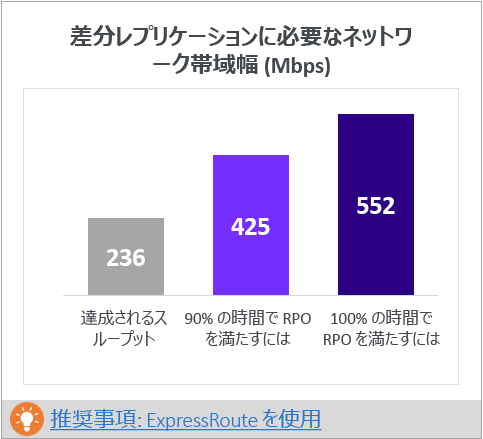 差分レプリケーションに必要なネットワ
ーク帯域幅 (Mbps)
552
425
236
達成されるス
ループット
90% の時間で RPO
を満たすには
100% の時間で
RPO を満たすには
推奨事項: ExpressRoute を使用